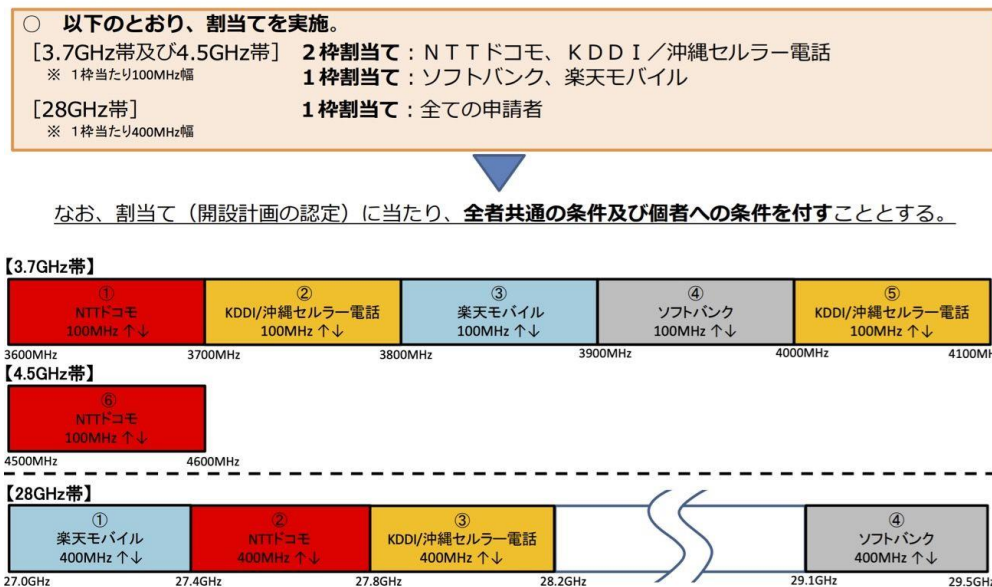 ○ 以下のとおり、割当てを実施。
[3.7GHz帯及び4.5GHz帯] 2枠割当て：ＮＴＴドコモ、ＫＤＤＩ／沖縄セルラー電話
※ 1枠当たり100MHz幅 1枠割当て：ソフトバンク、楽天モバイル
[28GHz帯] 1枠割当て：全ての申請者
※ 1枠当たり400MHz幅
なお、割当て（開設計画の認定）に当たり、全者共通の条件及び個者への条件を付すこととする。
【3.7GHz帯】
① ② ③ ④ ⑤
NTTドコモ KDDI/沖縄セルラー電話 楽天モバイル ソフトバンク KDDI/沖縄セルラー電話
100MHz ↑↓ 100MHz ↑↓ 100MHz ↑↓ 100MHz ↑↓ 100MHz ↑↓
3600MHz 3700MHz 3800MHz 3900MHz 4000MHz 4100MH
【4.5GHz帯】
⑥
NTTドコモ
100MHz ↑↓
4500MHz 4600MHz
【28GHz帯】
① ② ③ ④
楽天モバイル NTTドコモ KDDI/沖縄セルラー電話 ソフトバンク
400MHz ↑↓ 400MHz ↑↓ 400MHz ↑↓ 400MHz ↑↓
27.0GHz 27.4GHz 27.8GHz 28.2GHz 29.1GHz 29.5GHz